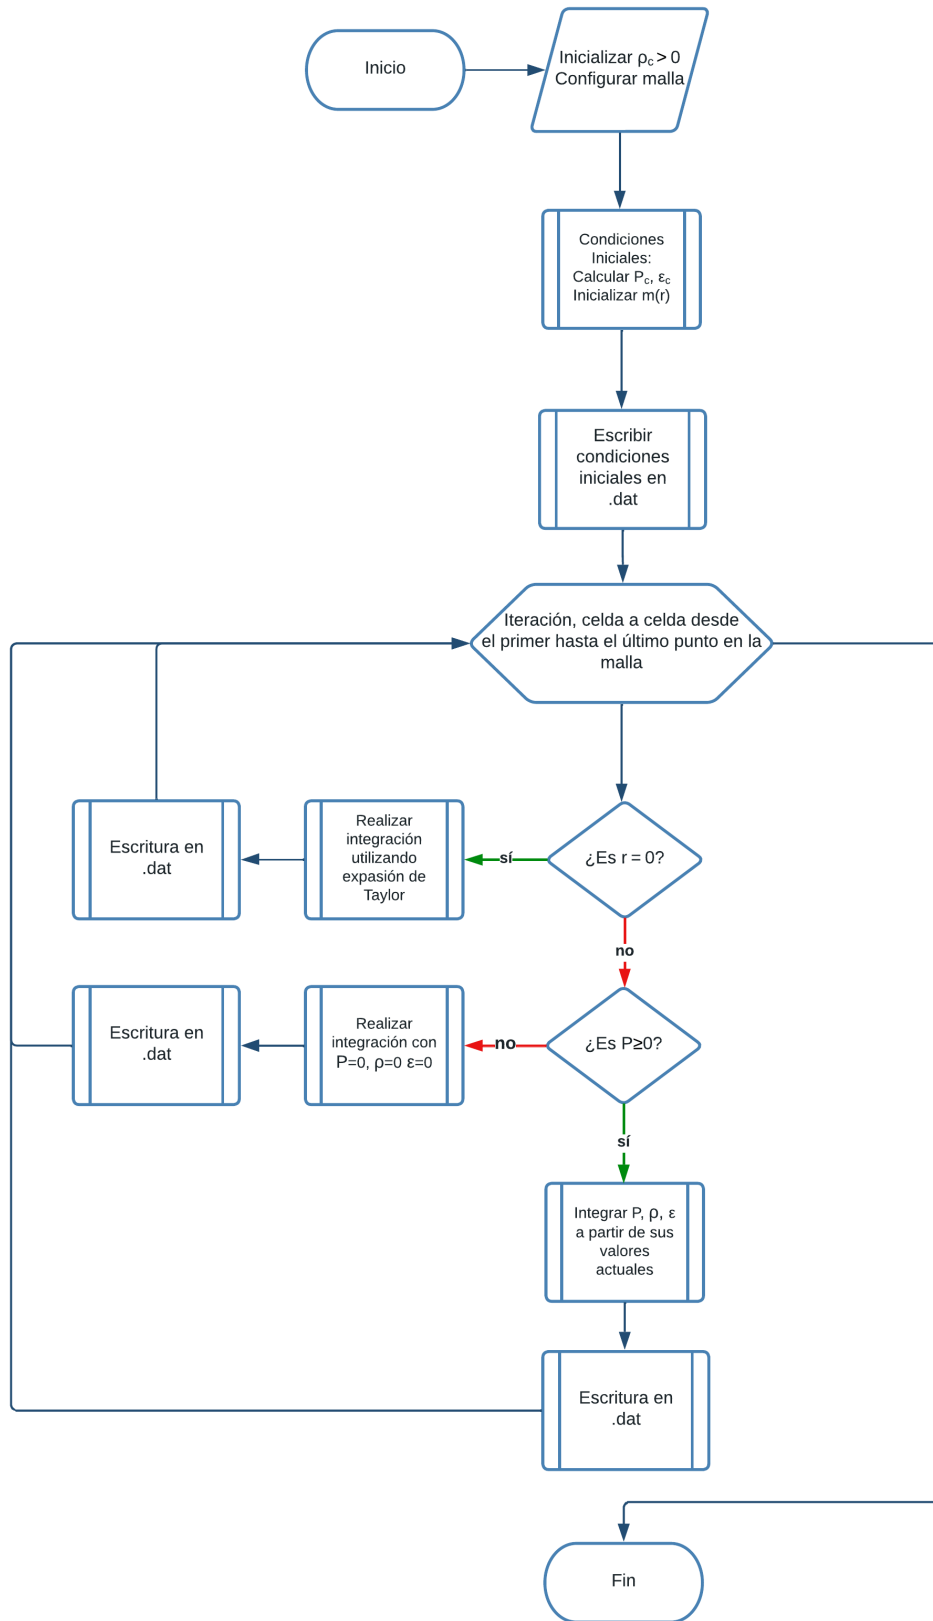 Inicio
Inicializar ρc > 0
Configurar malla
Condiciones
Iniciales:
Calcular Pc, εc
Inicializar m(r)
Escribir
condiciones
iniciales en
.dat
Iteración, celda a celda desde
el primer hasta el último punto en la
malla
¿Es r = 0?
sí
Realizar
integración
utilizando
expasión de
Taylor
Escritura en
.dat
no
¿Es P≥0?
no
Realizar
integración con
P=0, ρ=0 ε=0
Escritura en
.dat
sí
Integrar P, ρ, ε
a partir de sus
valores
actuales
Escritura en
.dat
Fin